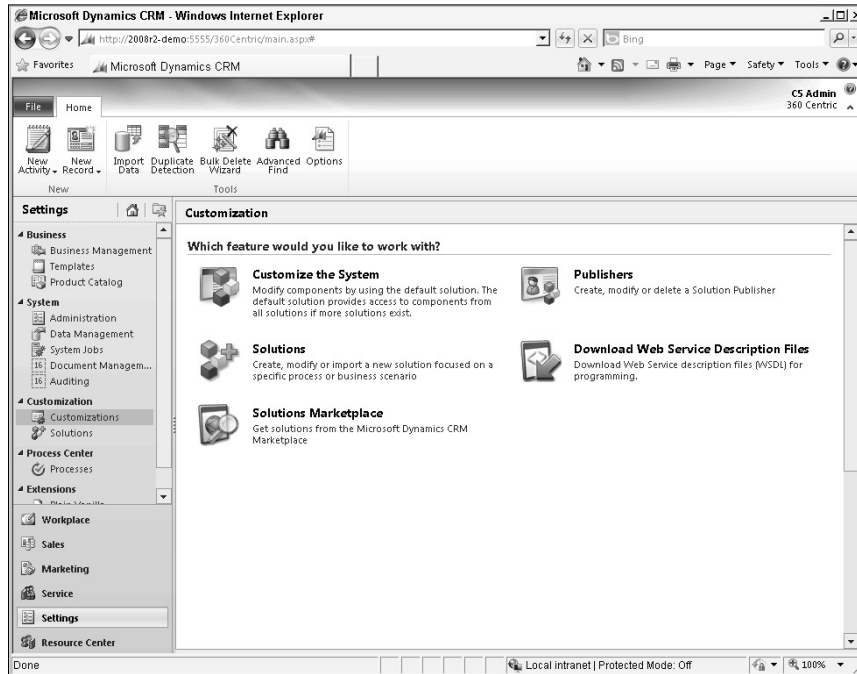 Microsoft Dynamics CRM - Windows Internet Explorer
http://2008r2-demo:5555/360Centric/main.aspx#
Bing
Favorites
Microsoft Dynamics CRM
Page
Safety
Tools
File
Home
C5 Admin
360 Centric
New
Activity
New
Record
Import
Data
Duplicate
Detection
Bulk Delete
Wizard
Advanced
Find
Options
New
Tools
Settings
Business
Business Management
Templates
Product Catalog
System
Administration
Data Management
System Jobs
16 Document Managem...
16 Auditing
Customization
Customizations
Solutions
Process Center
Processes
Extensions
Workplace
Sales
Marketing
Service
Settings
Resource Center
Customization
Which feature would you like to work with?
Customize the System
Modify components by using the default solution. The
default solution provides access to components from
all solutions if more solutions exist.
Publishers
Create, modify or delete a Solution Publisher
Solutions
Create, modify or import a new solution focused on a
specific process or business scenario
Download Web Service Description Files
Download Web Service description files (WSDL) for
programming.
Solutions Marketplace
Get solutions from the Microsoft Dynamics CRM
Marketplace
Done
Local intranet | Protected Mode: Off
100%